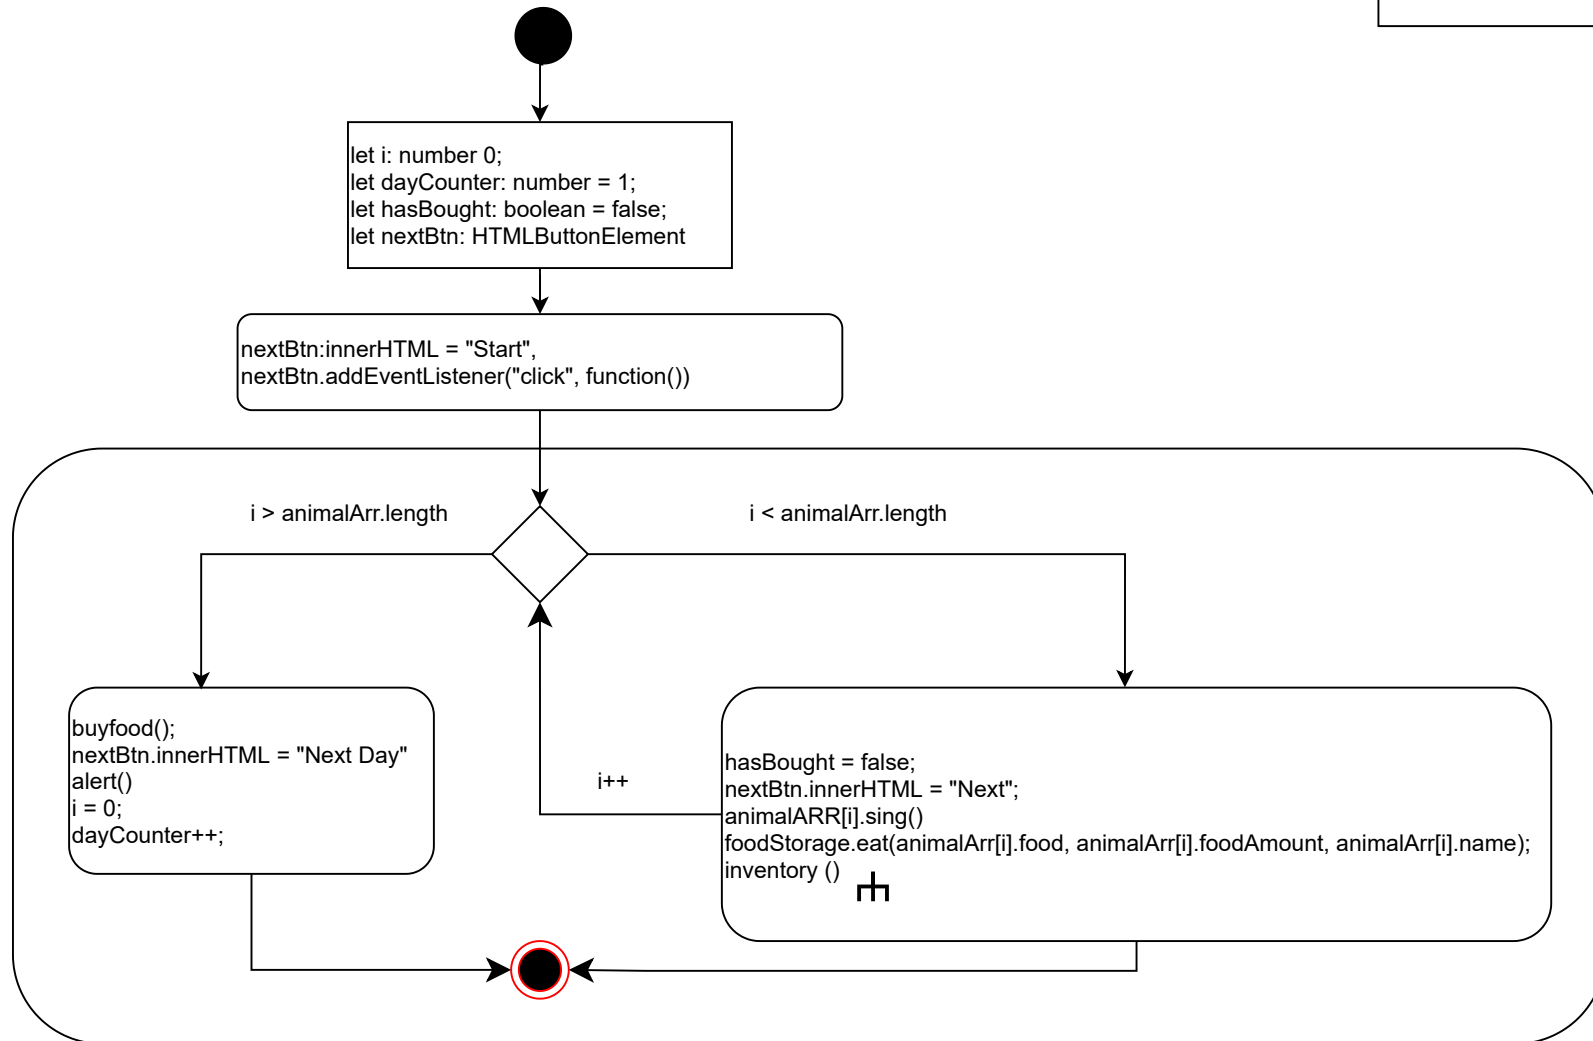 let i: number 0;
let dayCounter: number = 1;
let hasBought: boolean = false;
let nextBtn: HTMLButtonElement
nextBtn:innerHTML = "Start",
nextBtn.addEventListener("click", function())
i > animalArr.length
i < animalArr.length
buyfood();
nextBtn.innerHTML = "Next Day"
alert()
i = 0;
dayCounter++;
i++
hasBought = false;
nextBtn.innerHTML = "Next";
animalARR[i].sing()
foodStorage.eat(animalArr[i].food, animalArr[i].foodAmount, animalArr[i].name);
inventory ()